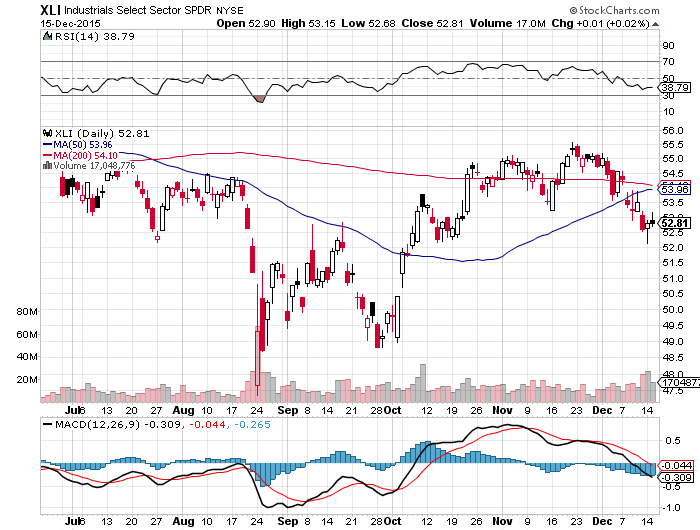 XLI Industrials Select Sector SPDR NYSE © StockCharts.com
15-Dec-2015 Open 52.90 High 53.15 Low 52.68 Close 52.81 Volume 17.0M Chg +0.01 (+0.02%)
RSI(14) 38.79
90
70
50
38.79
30
10
XLI (Daily) 52.81
MA(50) 53.96
MA(200) 54.10
Volume 17,048,776
56.0
55.5
55.0
54.5
53.96
53.5
53.0
52.81
52.5
52.0
51.5
51.0
50.5
50.0
49.5
49.0
48.5
48.0
47.5
80M
60M
40M
20M
1704877
Jul 6 13 20 27 Aug 10 17 24 Sep 8 14 21 28 Oct 12 19 26 Nov 9 16 23 Dec 7 14
MACD(12,26,9) -0.309, -0.044, -0.265
0.5
-0.044
-0.309
-0.5
-1.0
Jul 6 13 20 27 Aug 10 17 24 Sep 8 14 21 28 Oct 12 19 26 Nov 9 16 23 Dec 7 14